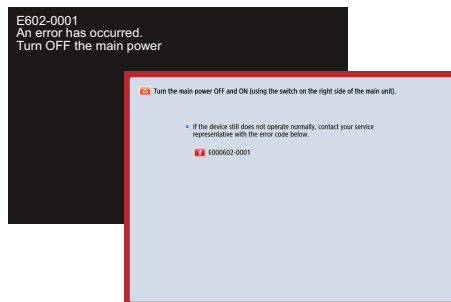 E602-0001
An error has occurred.
Turn OFF the main power
Turn the main power OFF and ON (using the switch on the right side of the main unit).
If the device still does not operate normally, contact your service
representative with the error code below.
E000602-0001